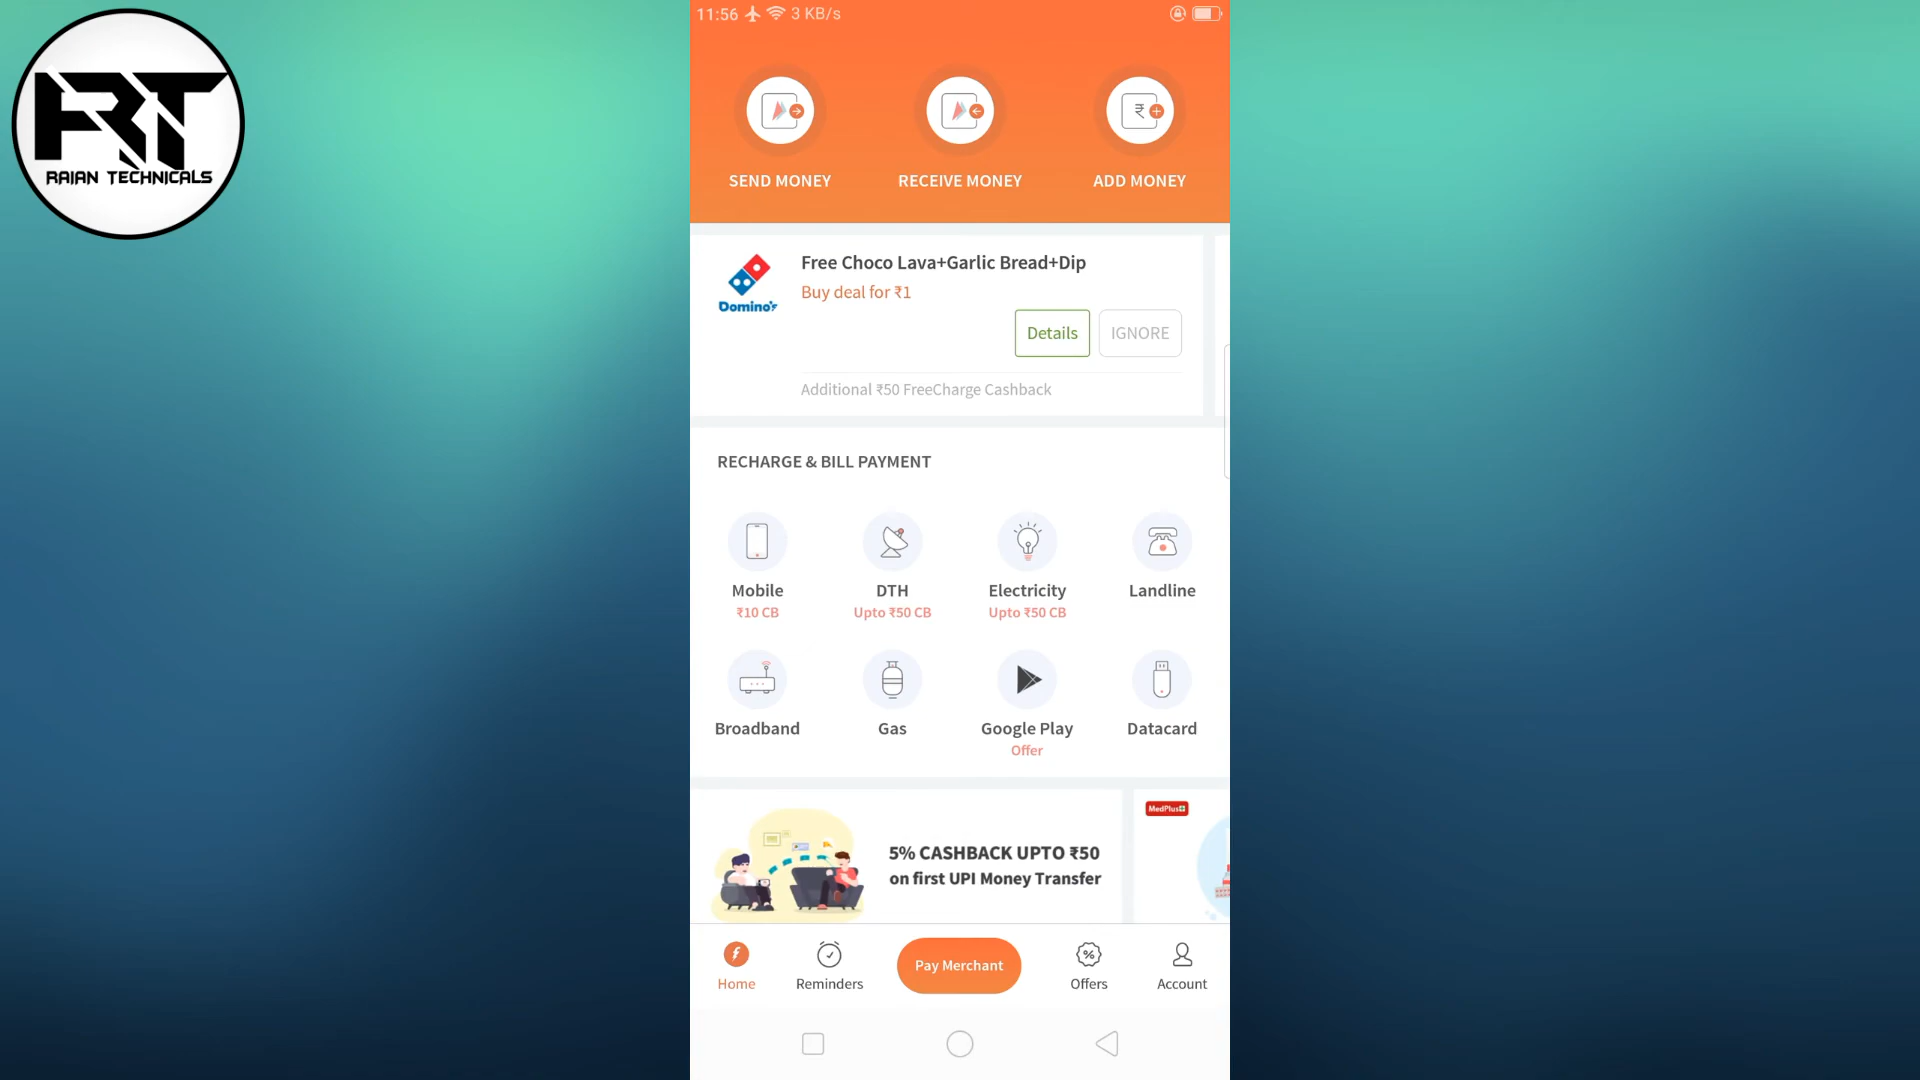 RT
RAIAN TECHNICALS
11:56 3 KB/s
SEND MONEY
RECEIVE MONEY
ADD MONEY
Domino's
Free Choco Lava+Garlic Bread+Dip
Buy deal for ₹1
Details
IGNORE
Additional ₹50 FreeCharge Cashback
RECHARGE & BILL PAYMENT
Mobile
₹10 CB
DTH
Upto ₹50 CB
Electricity
Upto ₹50 CB
Landline
Broadband
Gas
Google Play
Offer
Datacard
5% CASHBACK UPTO ₹50
on first UPI Money Transfer
MedPlus
Home
Reminders
Pay Merchant
Offers
Account